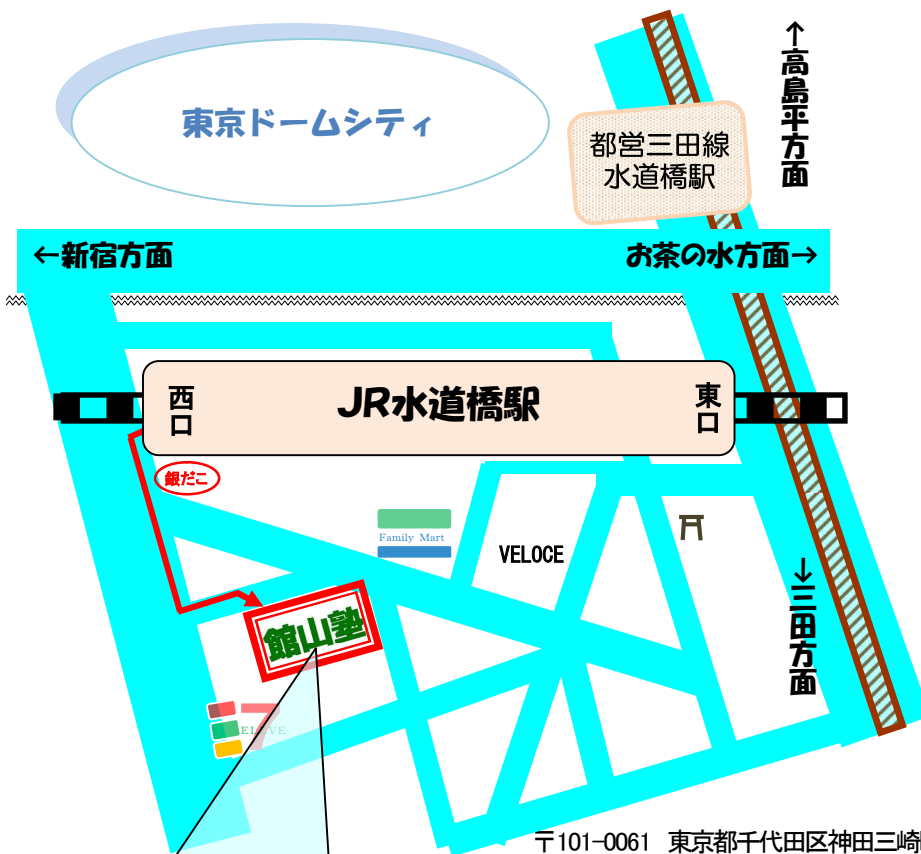 東京ドームシティ
都営三田線
水道橋駅
↑高島平方面
←新宿方面
お茶の水方面→
西口
JR水道橋駅
東口
銀だこ
Family Mart
VELOCE
↓三田方面
館山塾
〒101-0061 東京都千代田区神田三崎